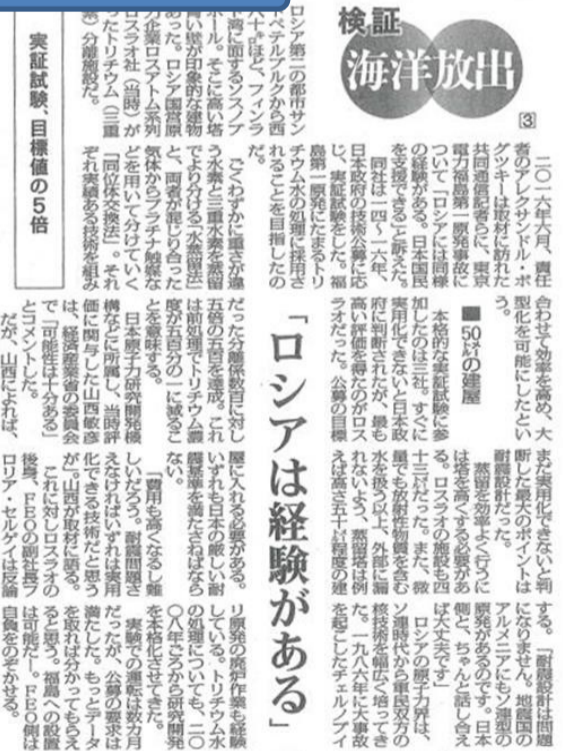 検証
海洋放出
③
ロシア第二の都市サン
トペテルブルクから西
八十㌔ほど、フィンラ
ド湾に面するソスノブ
ボール。そこに高い塔
青い壁が印象的な建物
あった。ロシア国営原
力企業ロスアトム系列
ロスラオ社（当時）が
ったトリチウム（三重
素）分離施設だ。
実証試験、目標値の５倍
二〇一六年六月、責任
者のアレクサンドル・ボ
グツキーは取材に訪れた
共同通信記者らに、東京
電力福島第一原発事故に
ついて「ロシアには同様
の経験がある。日本国民
を支援できる」と訴えた。
同社は一四～一六年、
日本政府の技術公募に応
じ、実証試験をした。福
島第一原発にたまるトリ
チウム水の処理に採用さ
れることを目指したの
だ。
ごくわずかに重さが違
う水素と三重水素を蒸留
でより分ける「水蒸留法」
と、両者が混じり合った
気体からプラチナ触媒な
どを用いて分けていく
「同位体交換法」。それ
ぞれ実績ある技術を組み
「ロシアは経験がある」
合わせて効率を高め、大
型化を可能にしたとい
う。
■50㍍の建屋
本格的な実証試験に参
加したのは三社。すぐに
実用化できないと日本政
府に判断されたが、最も
高い評価を得たのがロス
ラオだった。公募の目標
だった分離係数百に対し
五倍の五百を達成。これ
は前処理でトリチウム濃
度が五百分の一に減るこ
とを意味する。
日本原子力研究開発機
構などに所属し、当時評
価に関与した山西敏彦
は、経済産業省の委員会
で「可能性は十分ある」
とコメントした。
だが、山西によれば、
まだ実用化できないと判
断した最大のポイントは
耐震設計だった。
蒸留を効率よく行うに
は塔を高くする必要があ
る。ロスラオの施設も四
十三㍍だった。また、微
量でも放射性物質を含む
水を扱う以上、外部に漏
れないよう、蒸留塔は例
えば高さ五十㍍程度の建
屋に入れる必要がある。
いずれも日本の厳しい耐
震基準を満たさねばなら
ない。
「費用も高くなるし難
しいだろう。耐震問題さ
えなければいずれは実用
化できる技術だと思う
が」。山西が取材に語る。
これに対しロスラオの
後身、ＦＥＯの副社長フ
ロリア・セルゲイは反論
する。「耐震設計は問題
になりません。地震国の
アルメニアにもソ連型の
原発があるのです。日本
側と、ちゃんと話し合え
ば大丈夫です」
ロシアの原子力界は、
ソ連時代から軍民双方の
核技術を幅広く培ってき
た。一九八六年に大事故
を起こしたチェルノブイ
リ原発の廃炉作業も経験
している。トリチウム水
の処理についても、二〇
〇八年ごろから研究開発
を本格化させてきた。
実験での運転は数カ月
だったが、公募の要求は
満たした。もっとデータ
を取れば分かってもらえ
ると思う。福島への設置
は可能だー。ＦＥＯ側は
自負をのぞかせる。